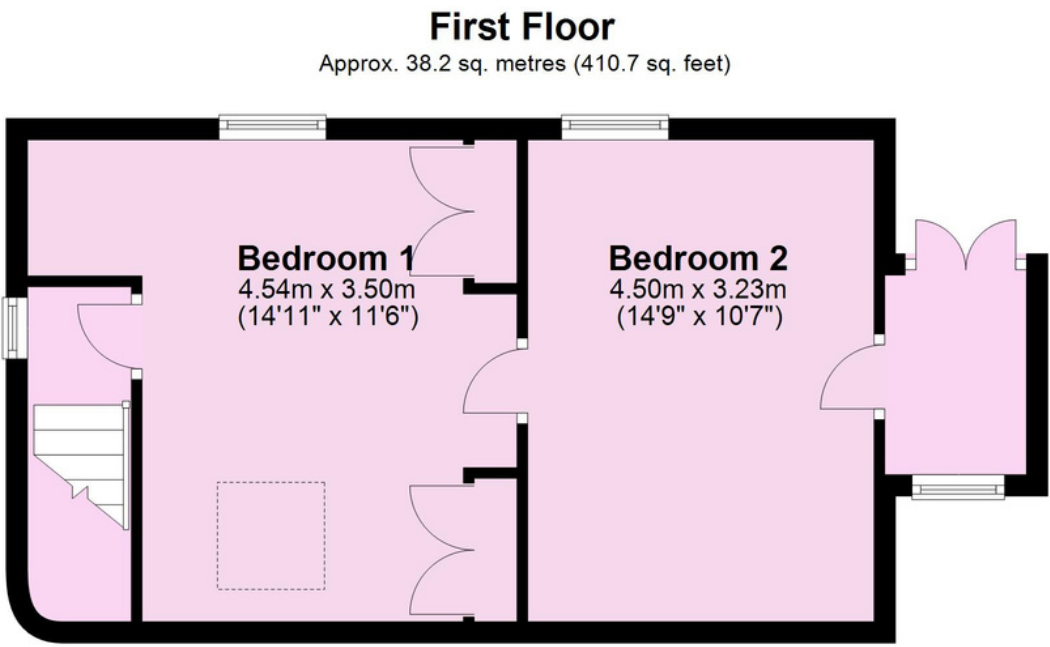 First Floor
Approx. 38.2 sq. metres (410.7 sq. feet)
Bedroom 1
4.54m x 3.50m
(14'11" x 11'6")
Bedroom 2
4.50m x 3.23m
(14'9" x 10'7")